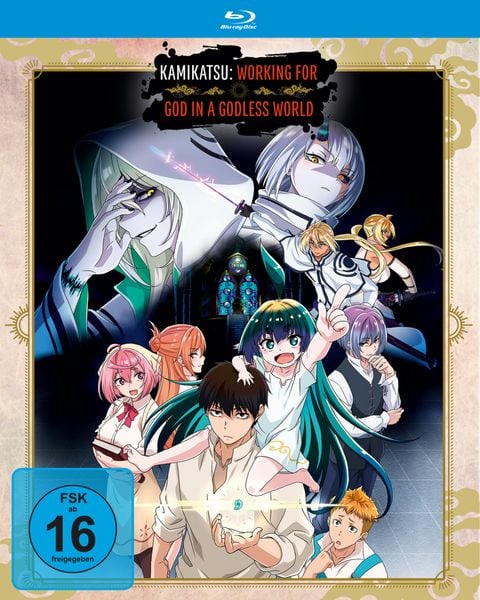 Blu-ray Disc
KAMIKATSU: WORKING FOR
GOD IN A GODLESS WORLD
FSK
ab
16
freigegeben